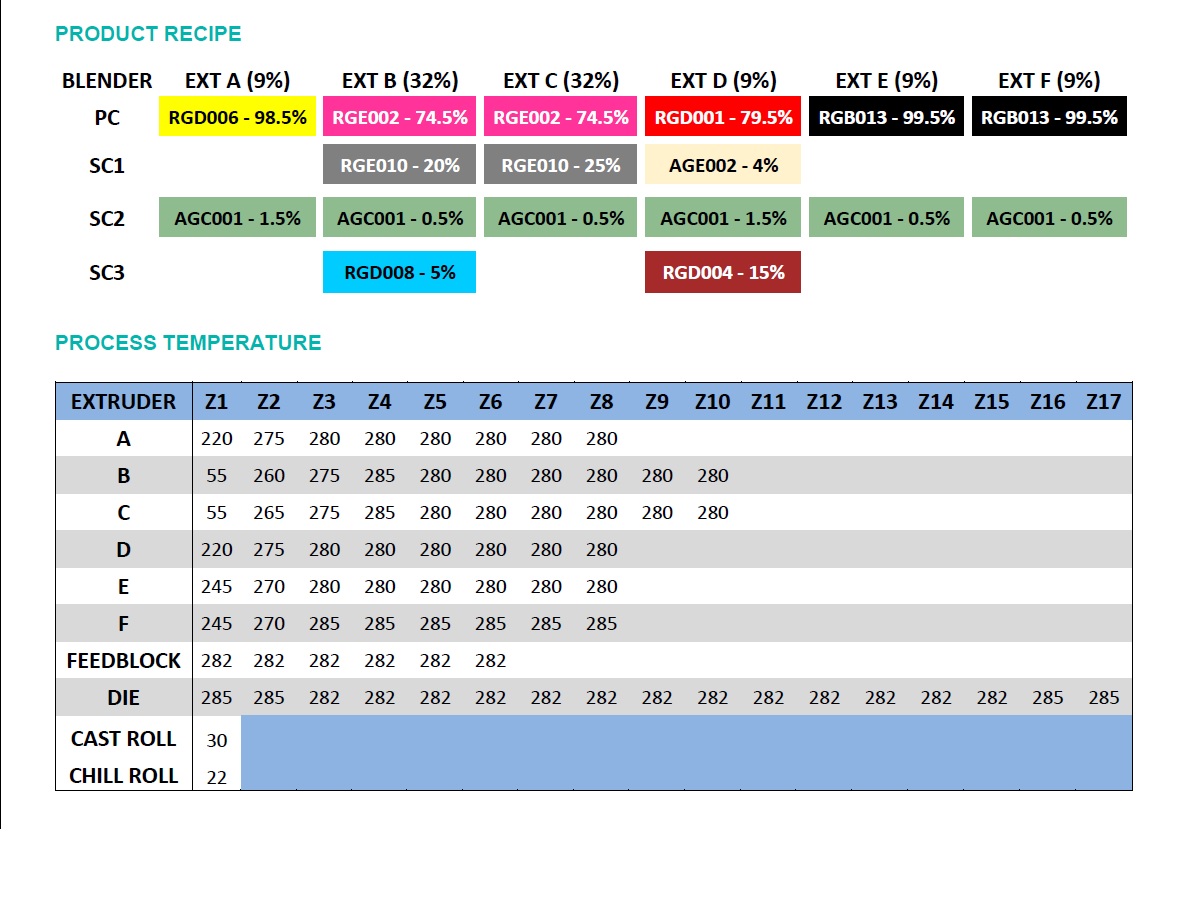 PRODUCT RECIPE
BLENDER EXT A (9%) EXT B (32%) EXT C (32%) EXT D (9%) EXT E (9%) EXT F (9%)
PC RGD006 - 98.5% RGE002 - 74.5% RGE002 - 74.5% RGD001 - 79.5% RGB013 - 99.5% RGB013 - 99.5%
SC1 RGE010 - 20% RGE010 - 25% AGE002 - 4%
SC2 AGC001 - 1.5% AGC001 - 0.5% AGC001 - 0.5% AGC001 - 1.5% AGC001 - 0.5% AGC001 - 0.5%
SC3 RGD008 - 5% RGD004 - 15%
PROCESS TEMPERATURE
EXTRUDER Z1 Z2 Z3 Z4 Z5 Z6 Z7 Z8 Z9 Z10 Z11 Z12 Z13 Z14 Z15 Z16 Z17
A 220 275 280 280 280 280 280 280
B 55 260 275 285 280 280 280 280 280 280
C 55 265 275 285 280 280 280 280 280 280
D 220 275 280 280 280 280 280 280
E 245 270 280 280 280 280 280 280
F 245 270 285 285 285 285 285 285
FEEDBLOCK 282 282 282 282 282 282
DIE 285 285 282 282 282 282 282 282 282 282 282 282 282 282 282 285 285
CAST ROLL 30
CHILL ROLL 22